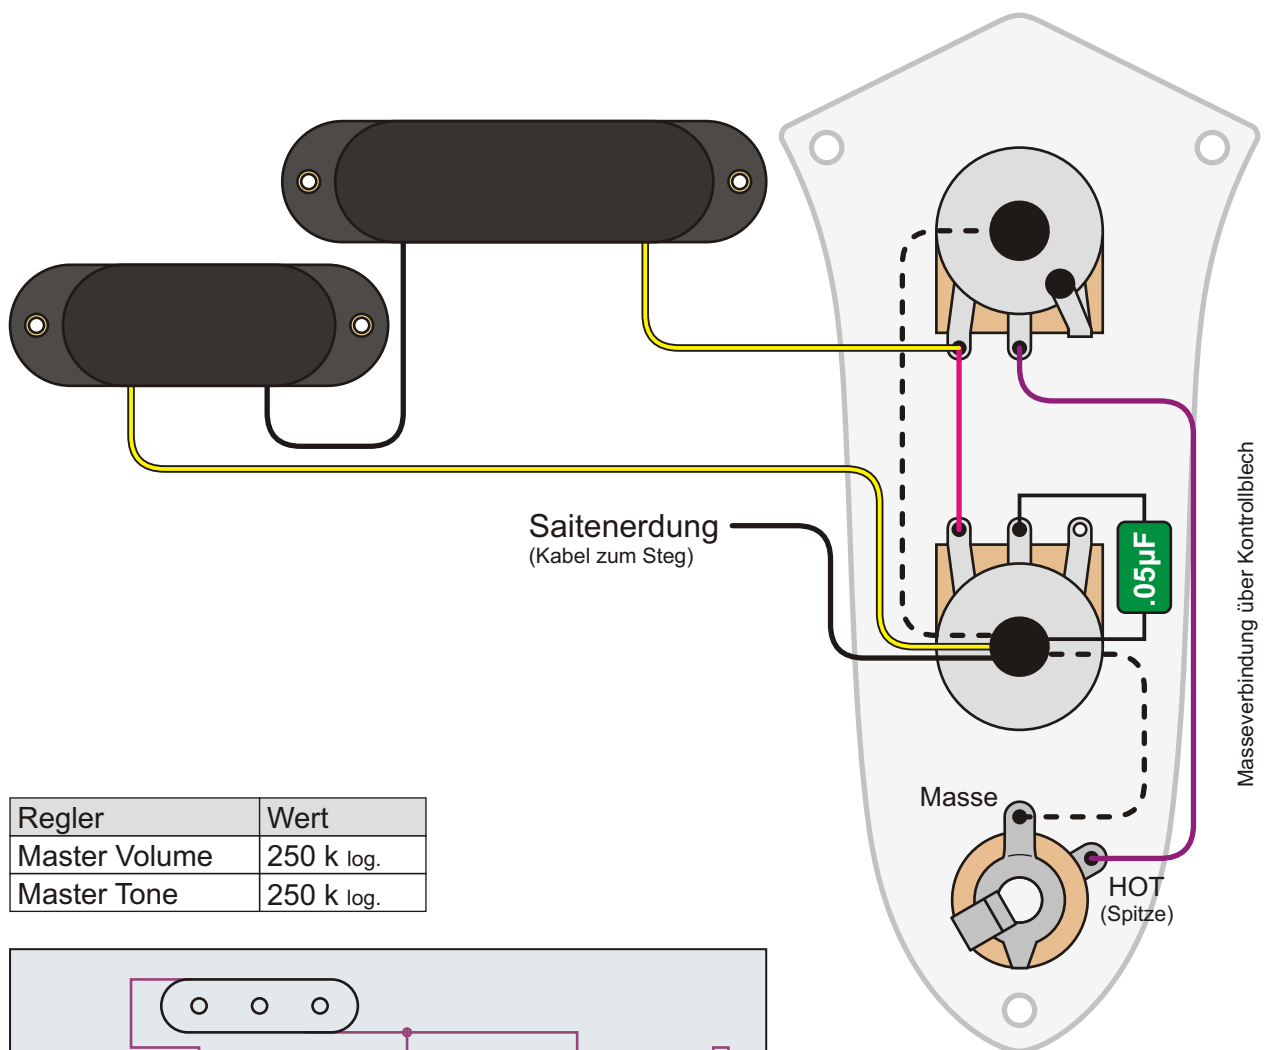 Saitenerdung
(Kabel zum Steg)
.05µF
Masseverbindung über Kontrollblech
Masse
HOT
(Spitze)
Regler Wert
Master Volume 250 k log.
Master Tone 250 k log.